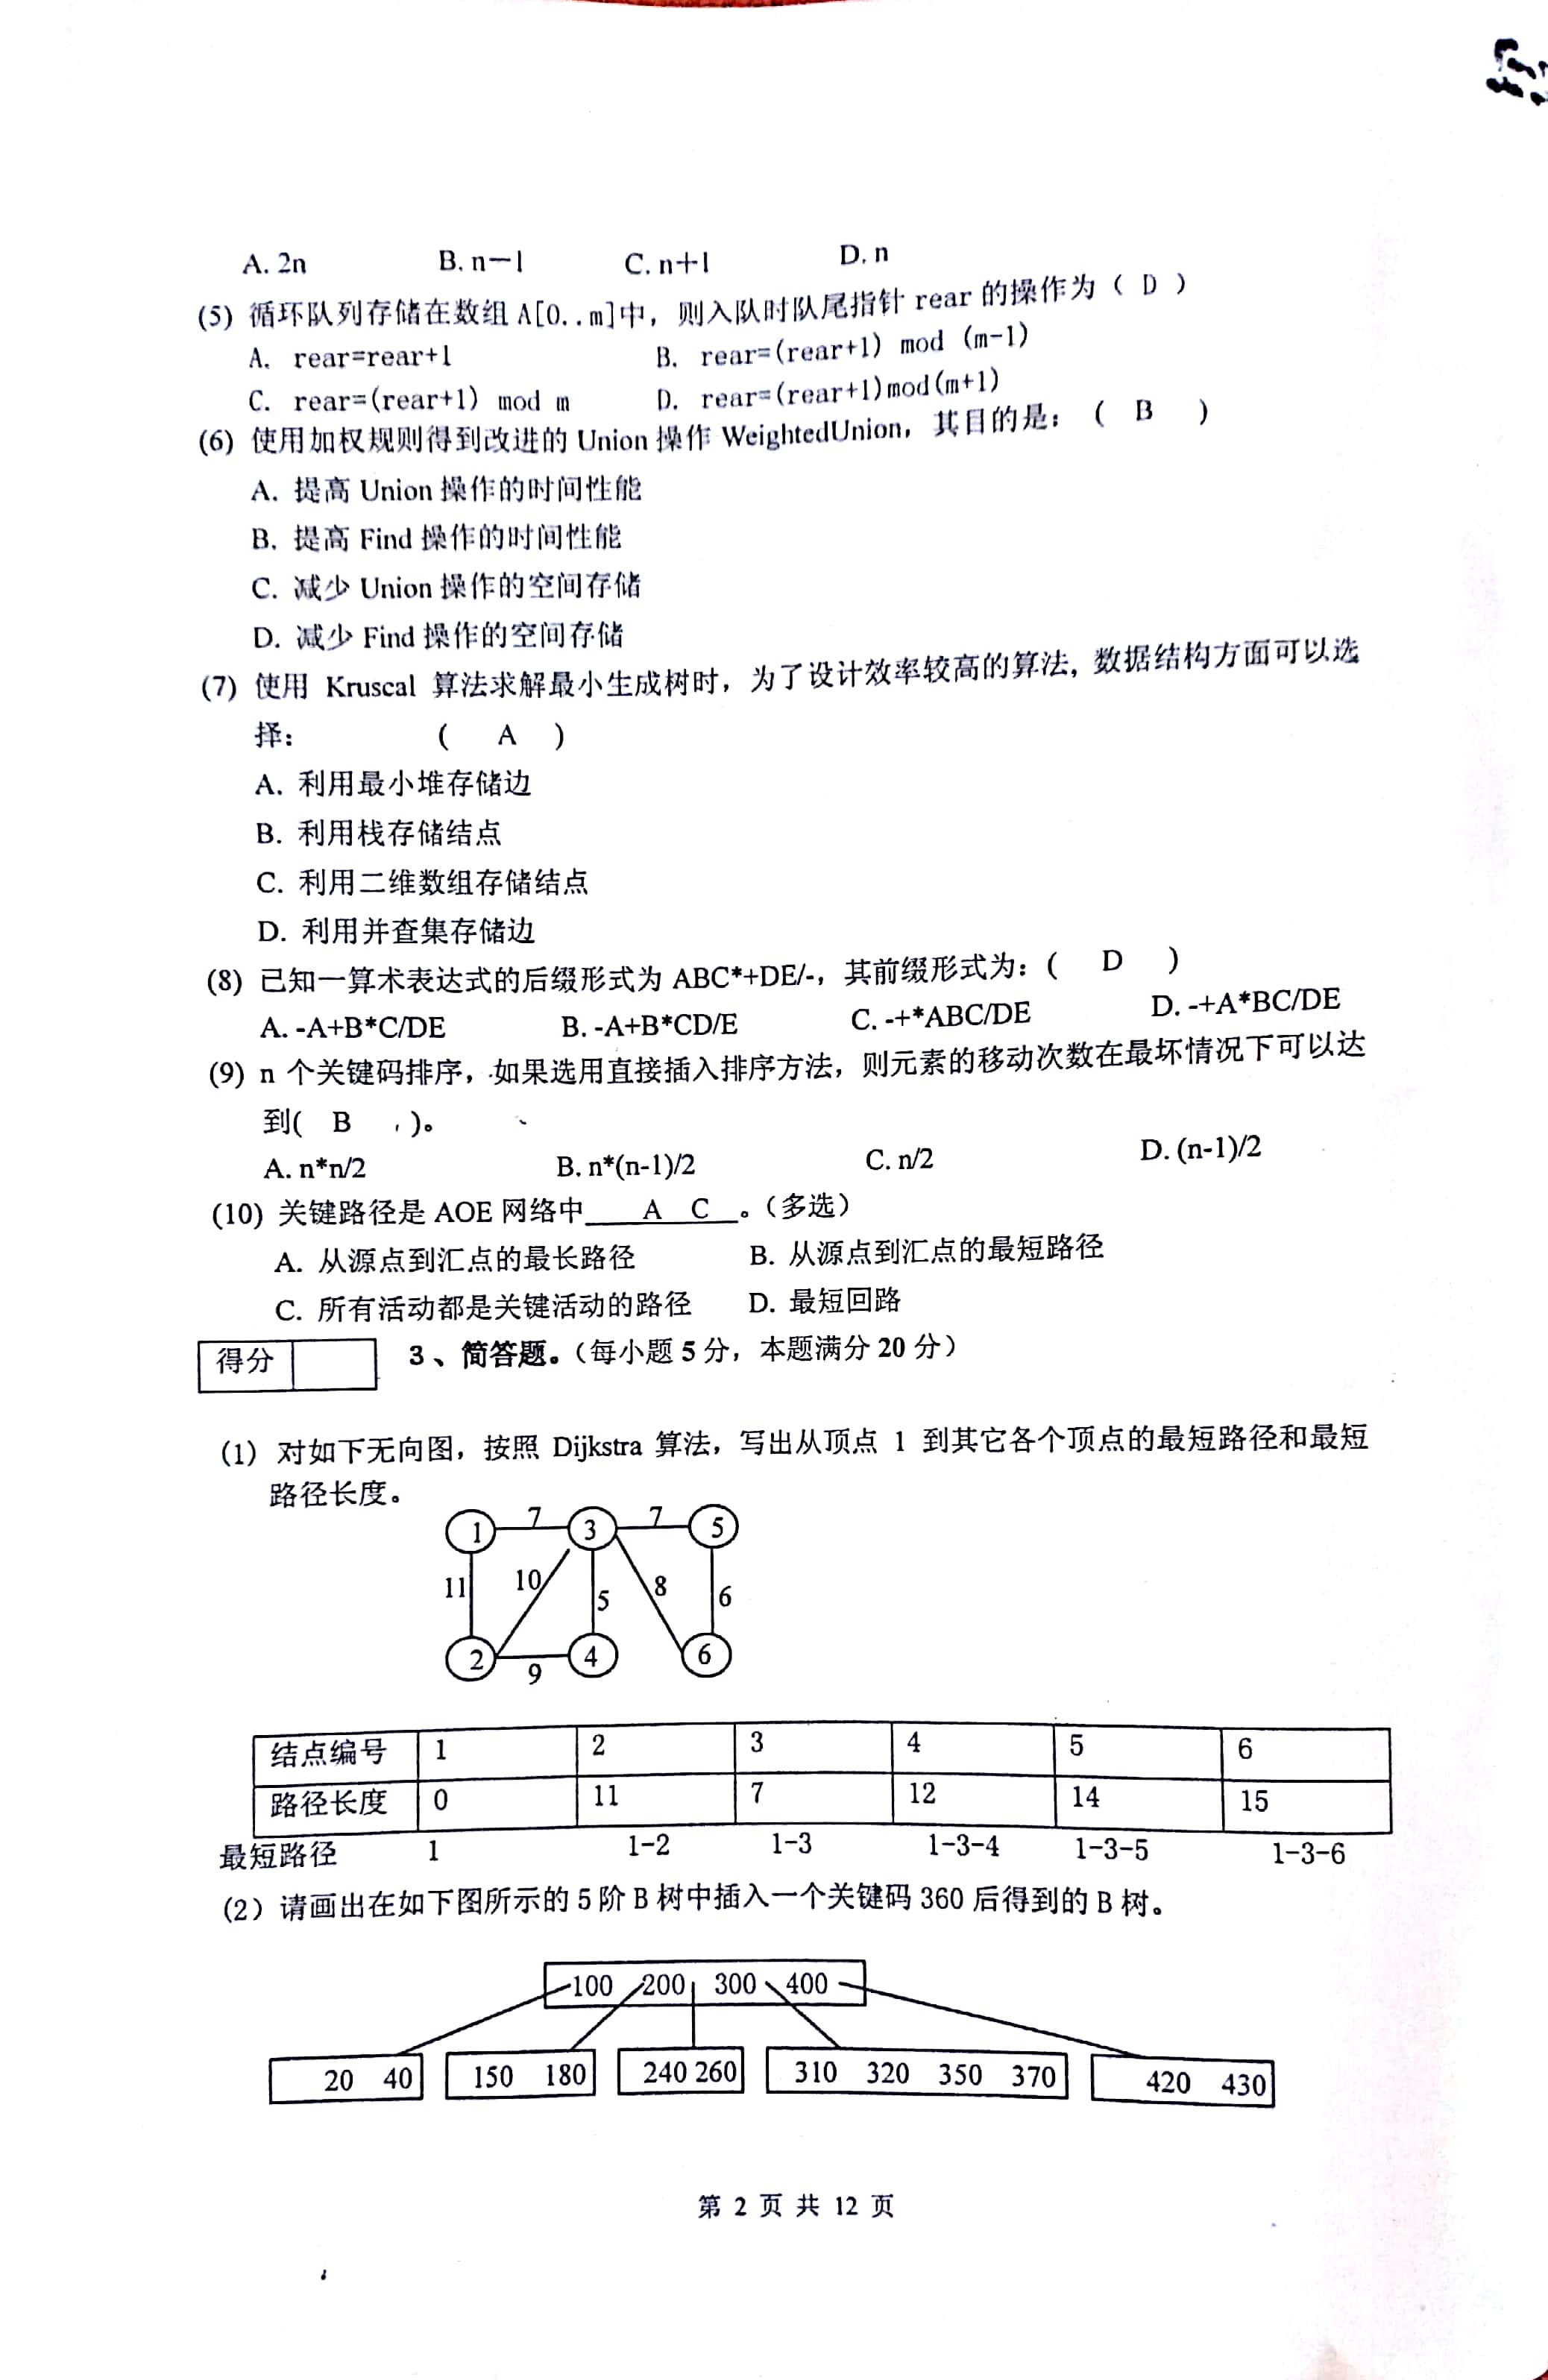 A. 2n B. n-1 C. n+1 D. n
(5) 循环队列存储在数组 A[0..m]中，则入队时队尾指针 rear 的操作为（ D ）
A. rear=rear+1 B. rear=(rear+1) mod (m-1)
C. rear=(rear+1) mod m D. rear=(rear+1)mod(m+1)
(6) 使用加权规则得到改进的 Union 操作 WeightedUnion，其目的是：( B )
A. 提高 Union 操作的时间性能
B. 提高 Find 操作的时间性能
C. 减少 Union 操作的空间存储
D. 减少 Find 操作的空间存储
(7) 使用 Kruscal 算法求解最小生成树时，为了设计效率较高的算法, 数据结构方面可以选
择: ( A )
A. 利用最小堆存储边
B. 利用栈存储结点
C. 利用二维数组存储结点
D. 利用并查集存储边
(8) 已知一算术表达式的后缀形式为 ABC*+DE/-，其前缀形式为：( D )
A. -A+B*C/DE B. -A+B*CD/E C. -+*ABC/DE D. -+A*BC/DE
(9) n 个关键码排序，如果选用直接插入排序方法，则元素的移动次数在最坏情况下可以达
到( B )。
A. n*n/2 B. n*(n-1)/2 C. n/2 D. (n-1)/2
(10) 关键路径是 AOE 网络中 A C 。（多选）
A. 从源点到汇点的最长路径 B. 从源点到汇点的最短路径
C. 所有活动都是关键活动的路径 D. 最短回路
得分 3、简答题。（每小题 5 分，本题满分 20 分）
(1) 对如下无向图，按照 Dijkstra 算法，写出从顶点 1 到其它各个顶点的最短路径和最短
路径长度。
1 7 3 7 5
11 10 5 8 6
2 9 4 6
结点编号 1 2 3 4 5 6
路径长度 0 11 7 12 14 15
最短路径 1 1-2 1-3 1-3-4 1-3-5 1-3-6
(2) 请画出在如下图所示的 5 阶 B 树中插入一个关键码 360 后得到的 B 树。
100 200 300 400
20 40 150 180 240 260 310 320 350 370 420 430
第 2 页 共 12 页